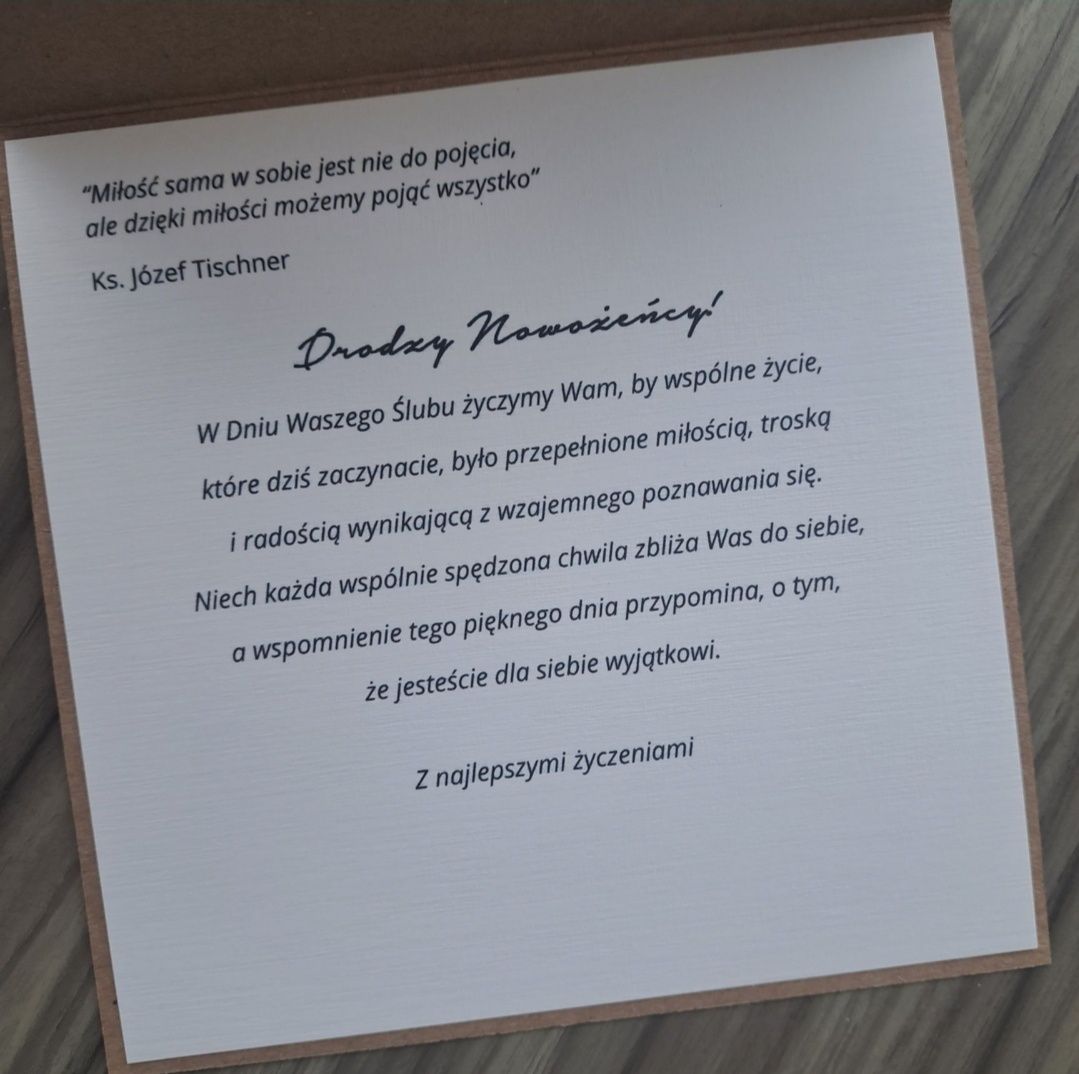 “Miłość sama w sobie jest nie do pojęcia,
ale dzięki miłości możemy pojąć wszystko”
Ks. Józef Tischner
Drodzy Nowożeńcy!
W Dniu Waszego Ślubu życzymy Wam, by wspólne życie,
które dziś zaczynacie, było przepełnione miłością, troską
i radością wynikającą z wzajemnego poznawania się.
Niech każda wspólnie spędzona chwila zbliża Was do siebie,
a wspomnienie tego pięknego dnia przypomina, o tym,
że jesteście dla siebie wyjątkowi.
Z najlepszymi życzeniami